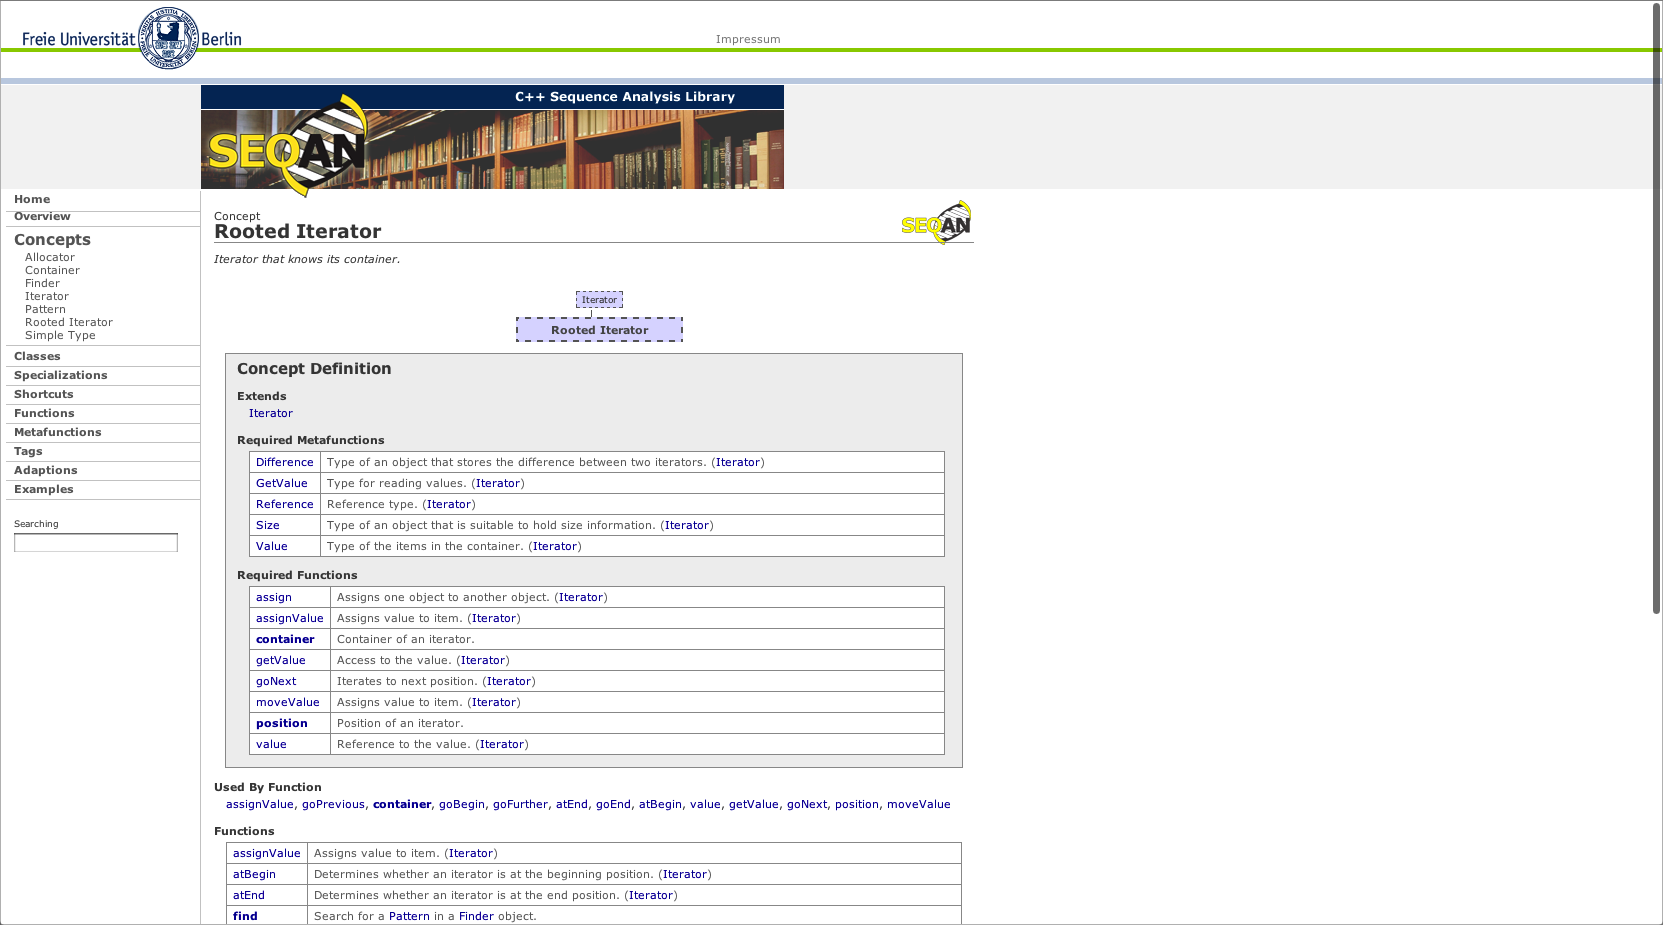 Freie Universität Berlin
Impressum
C++ Sequence Analysis Library
SEQAN
Home
Overview
Concepts
Allocator
Container
Finder
Iterator
Pattern
Rooted Iterator
Simple Type
Classes
Specializations
Shortcuts
Functions
Metafunctions
Tags
Adaptions
Examples
Searching
Concept
Rooted Iterator
SEQAN
Iterator that knows its container.
Iterator
Rooted Iterator
Concept Definition
Extends
Iterator
Required Metafunctions
Difference Type of an object that stores the difference between two iterators. (Iterator)
GetValue Type for reading values. (Iterator)
Reference Reference type. (Iterator)
Size Type of an object that is suitable to hold size information. (Iterator)
Value Type of the items in the container. (Iterator)
Required Functions
assign Assigns one object to another object. (Iterator)
assignValue Assigns value to item. (Iterator)
container Container of an iterator.
getValue Access to the value. (Iterator)
goNext Iterates to next position. (Iterator)
moveValue Assigns value to item. (Iterator)
position Position of an iterator.
value Reference to the value. (Iterator)
Used By Function
assignValue, goPrevious, container, goBegin, goFurther, atEnd, goEnd, atBegin, value, getValue, goNext, position, moveValue
Functions
assignValue Assigns value to item. (Iterator)
atBegin Determines whether an iterator is at the beginning position. (Iterator)
atEnd Determines whether an iterator is at the end position. (Iterator)
find Search for a Pattern in a Finder object.